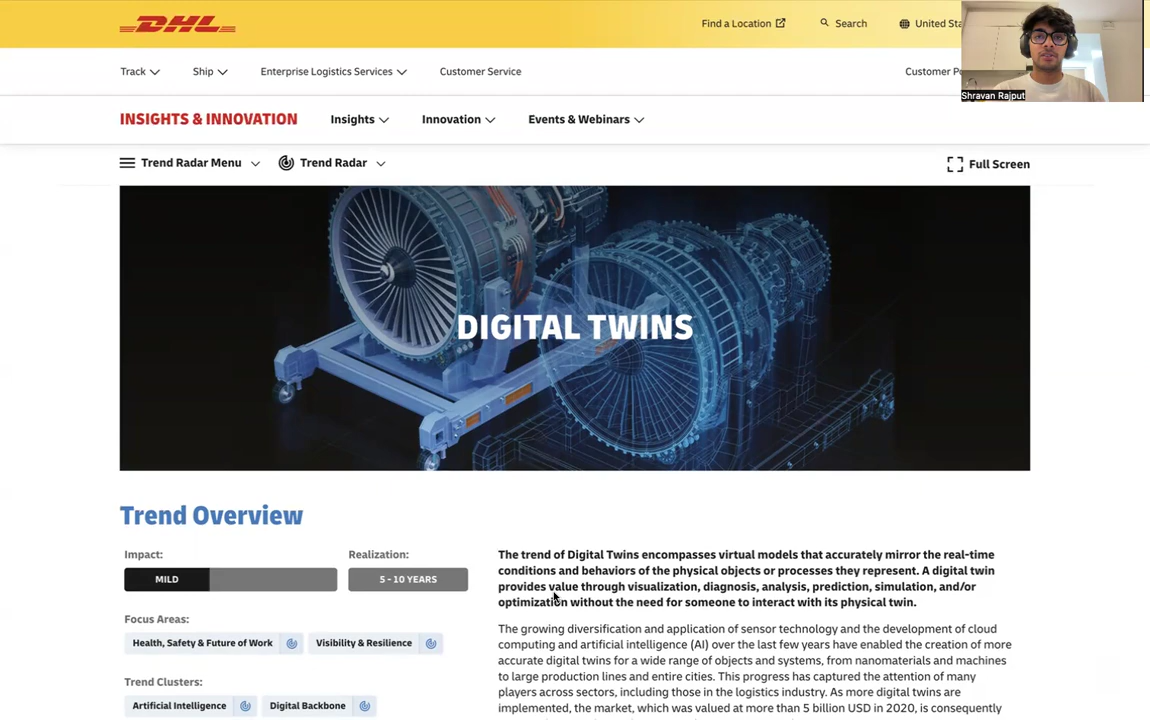 DHL
Find a Location
Search
United Sta
Shravan Rajput
Track
Ship
Enterprise Logistics Services
Customer Service
Customer Po
INSIGHTS & INNOVATION
Insights
Innovation
Events & Webinars
Trend Radar Menu
Trend Radar
Full Screen
DIGITAL TWINS
Trend Overview
Impact:
Realization:
MILD
5 - 10 YEARS
Focus Areas:
Health, Safety & Future of Work
Visibility & Resilience
Trend Clusters:
Artificial Intelligence
Digital Backbone
The trend of Digital Twins encompasses virtual models that accurately mirror the real-time
conditions and behaviors of the physical objects or processes they represent. A digital twin
provides value through visualization, diagnosis, analysis, prediction, simulation, and/or
optimization without the need for someone to interact with its physical twin.
The growing diversification and application of sensor technology and the development of cloud
computing and artificial intelligence (AI) over the last few years have enabled the creation of more
accurate digital twins for a wide range of objects and systems, from nanomaterials and machines
to large production lines and entire cities. This progress has captured the attention of many
players across sectors, including those in the logistics industry. As more digital twins are
implemented, the market, which was valued at more than 5 billion USD in 2020, is consequently